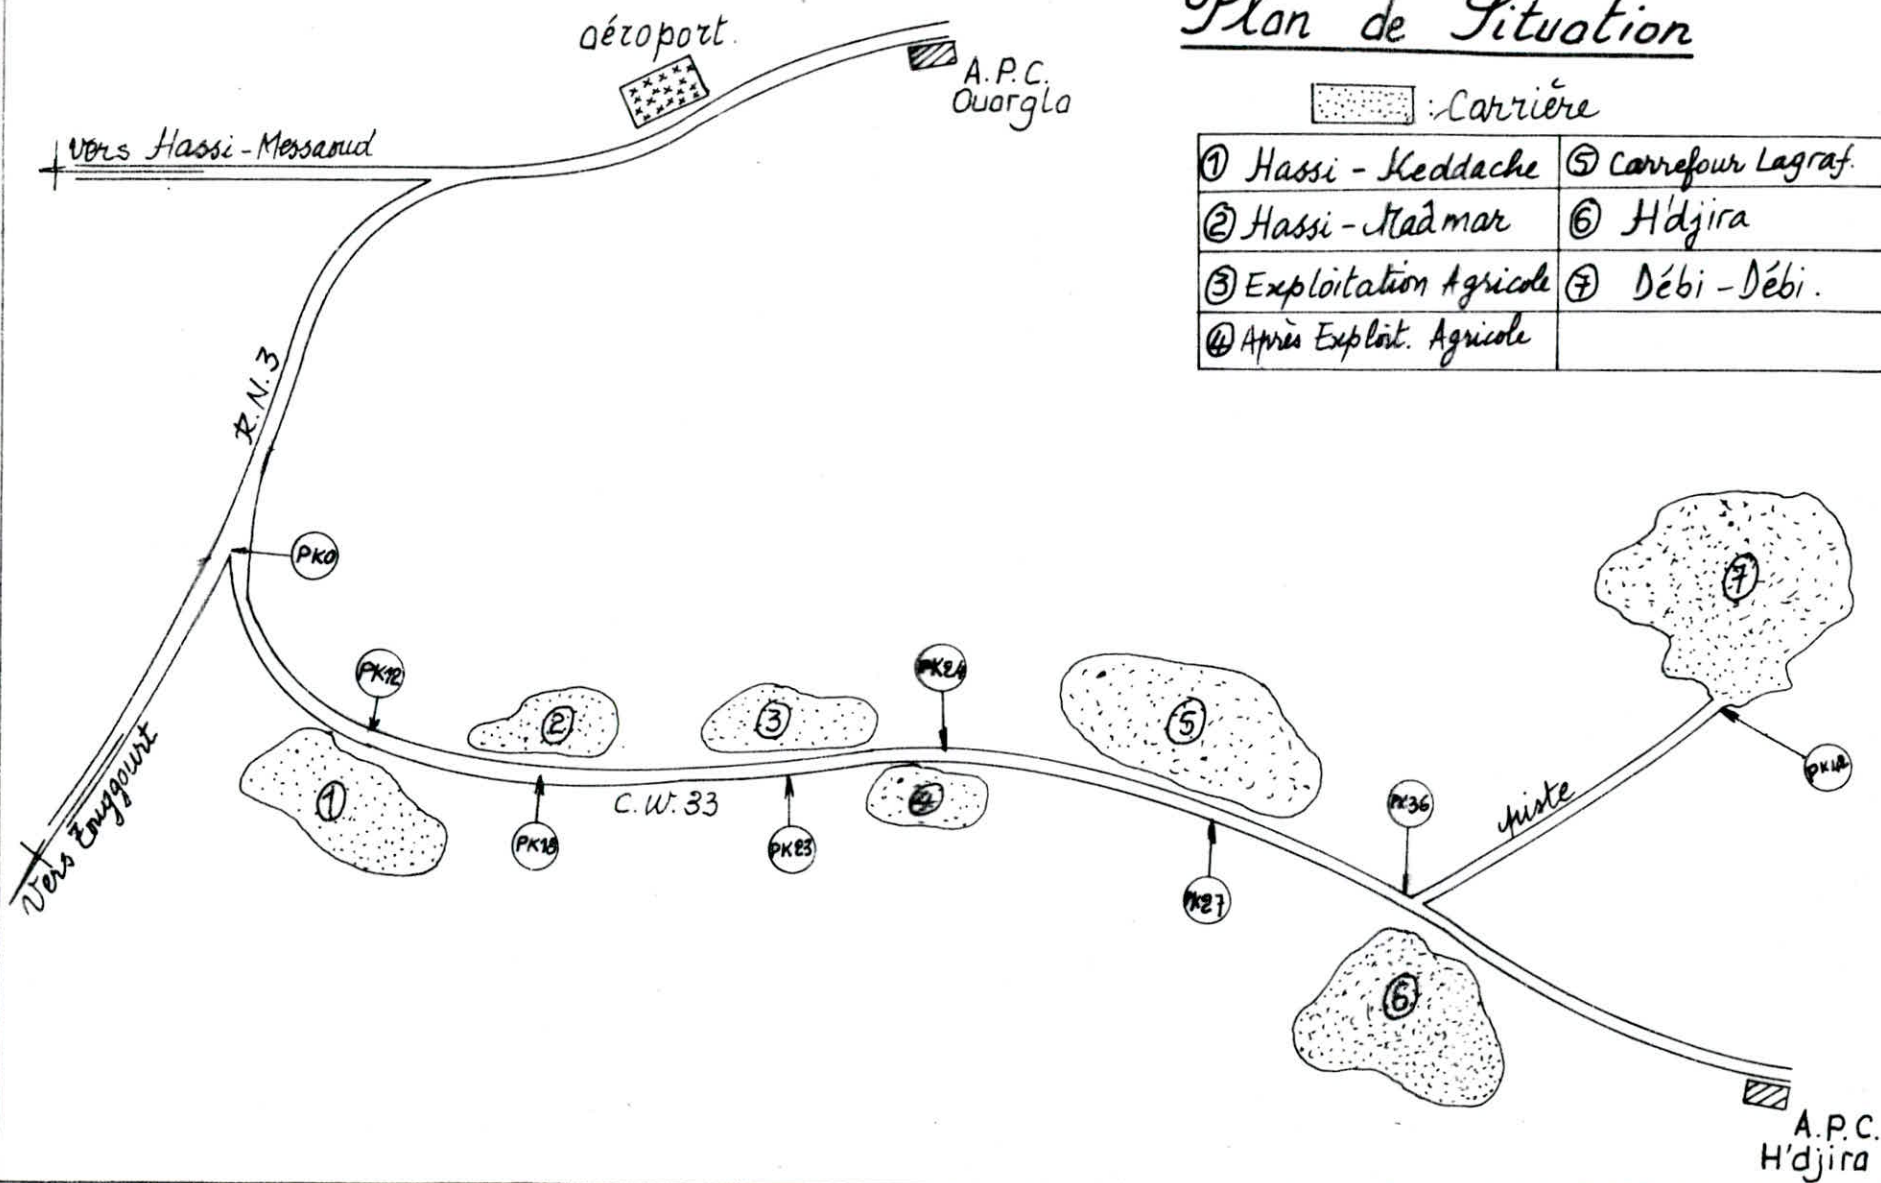 Plan de Situation
: Carrière
① Hassi - Keddache
⑤ Carrefour Lagraf.
② Hassi - Maâmar
⑥ H'djira
③ Exploitation Agricole
⑦ Débi - Débi.
④ Après Exploit. Agricole
aéroport.
A.P.C.
Ouargla
vers Hassi-Messaoud
R.N.3
PK0
PK12
PK24
2
3
5
7
1
C.W.33
4
PK18
PK23
PK27
PK36
piste
PK42
Vers Touggourt
6
A.P.C.
H'djira